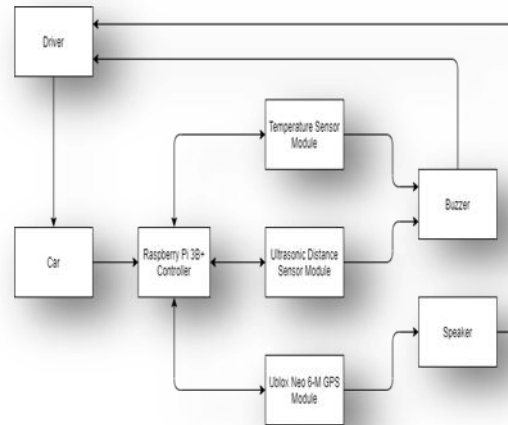 Driver
Temperature Sensor
Module
Buzzer
Car
Raspberry Pi 3B+
Controller
Ultrasonic Distance
Sensor Module
Speaker
Ublox Neo 6-M GPS
Module